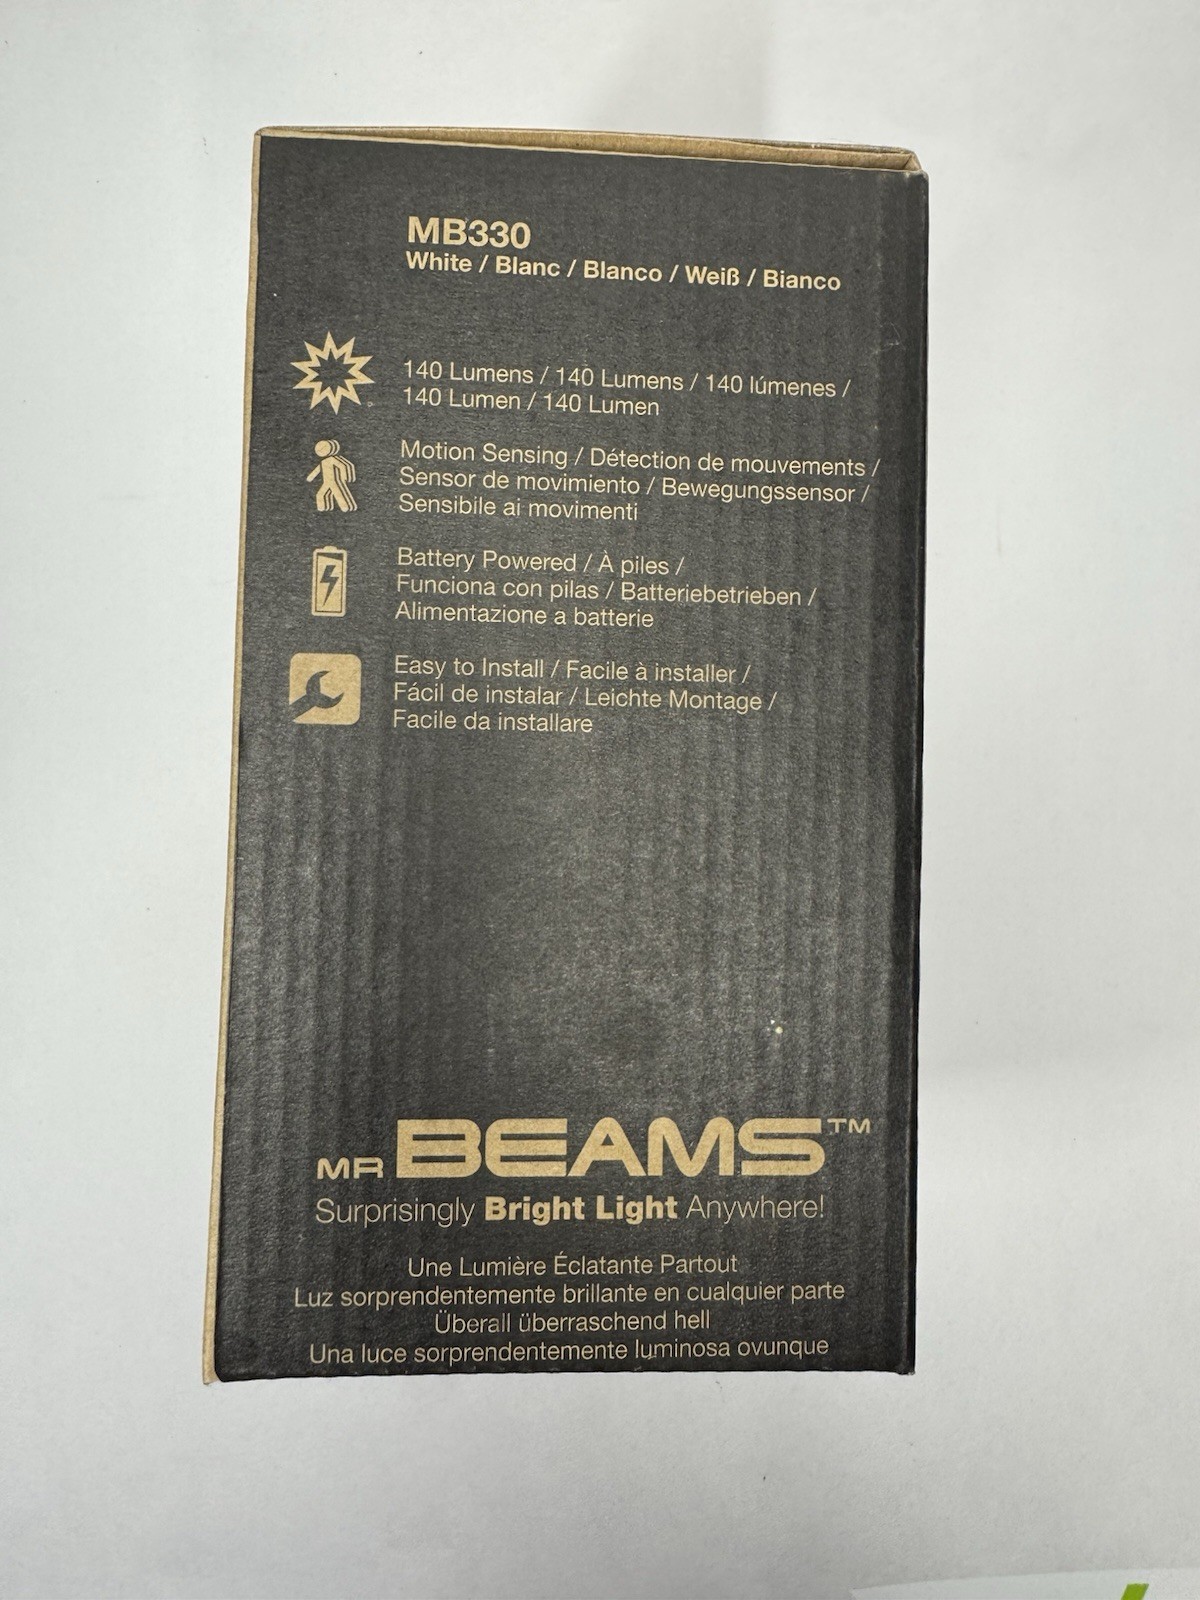 MB330
White / Blanc / Blanco / Weiß / Bianco
140 Lumens / 140 Lumens / 140 lúmenes /
140 Lumen / 140 Lumen
Motion Sensing / Détection de mouvements /
Sensor de movimiento / Bewegungssensor /
Sensibile ai movimenti
Battery Powered / À piles /
Funciona con pilas / Batteriebetrieben /
Alimentazione a batterie
Easy to Install / Facile à installer /
Fácil de instalar / Leichte Montage /
Facile da installare
MR BEAMS™
Surprisingly Bright Light Anywhere!
Une Lumière Éclatante Partout
Luz sorprendentemente brillante en cualquier parte
Überall überraschend hell
Una luce sorprendentemente luminosa ovunque